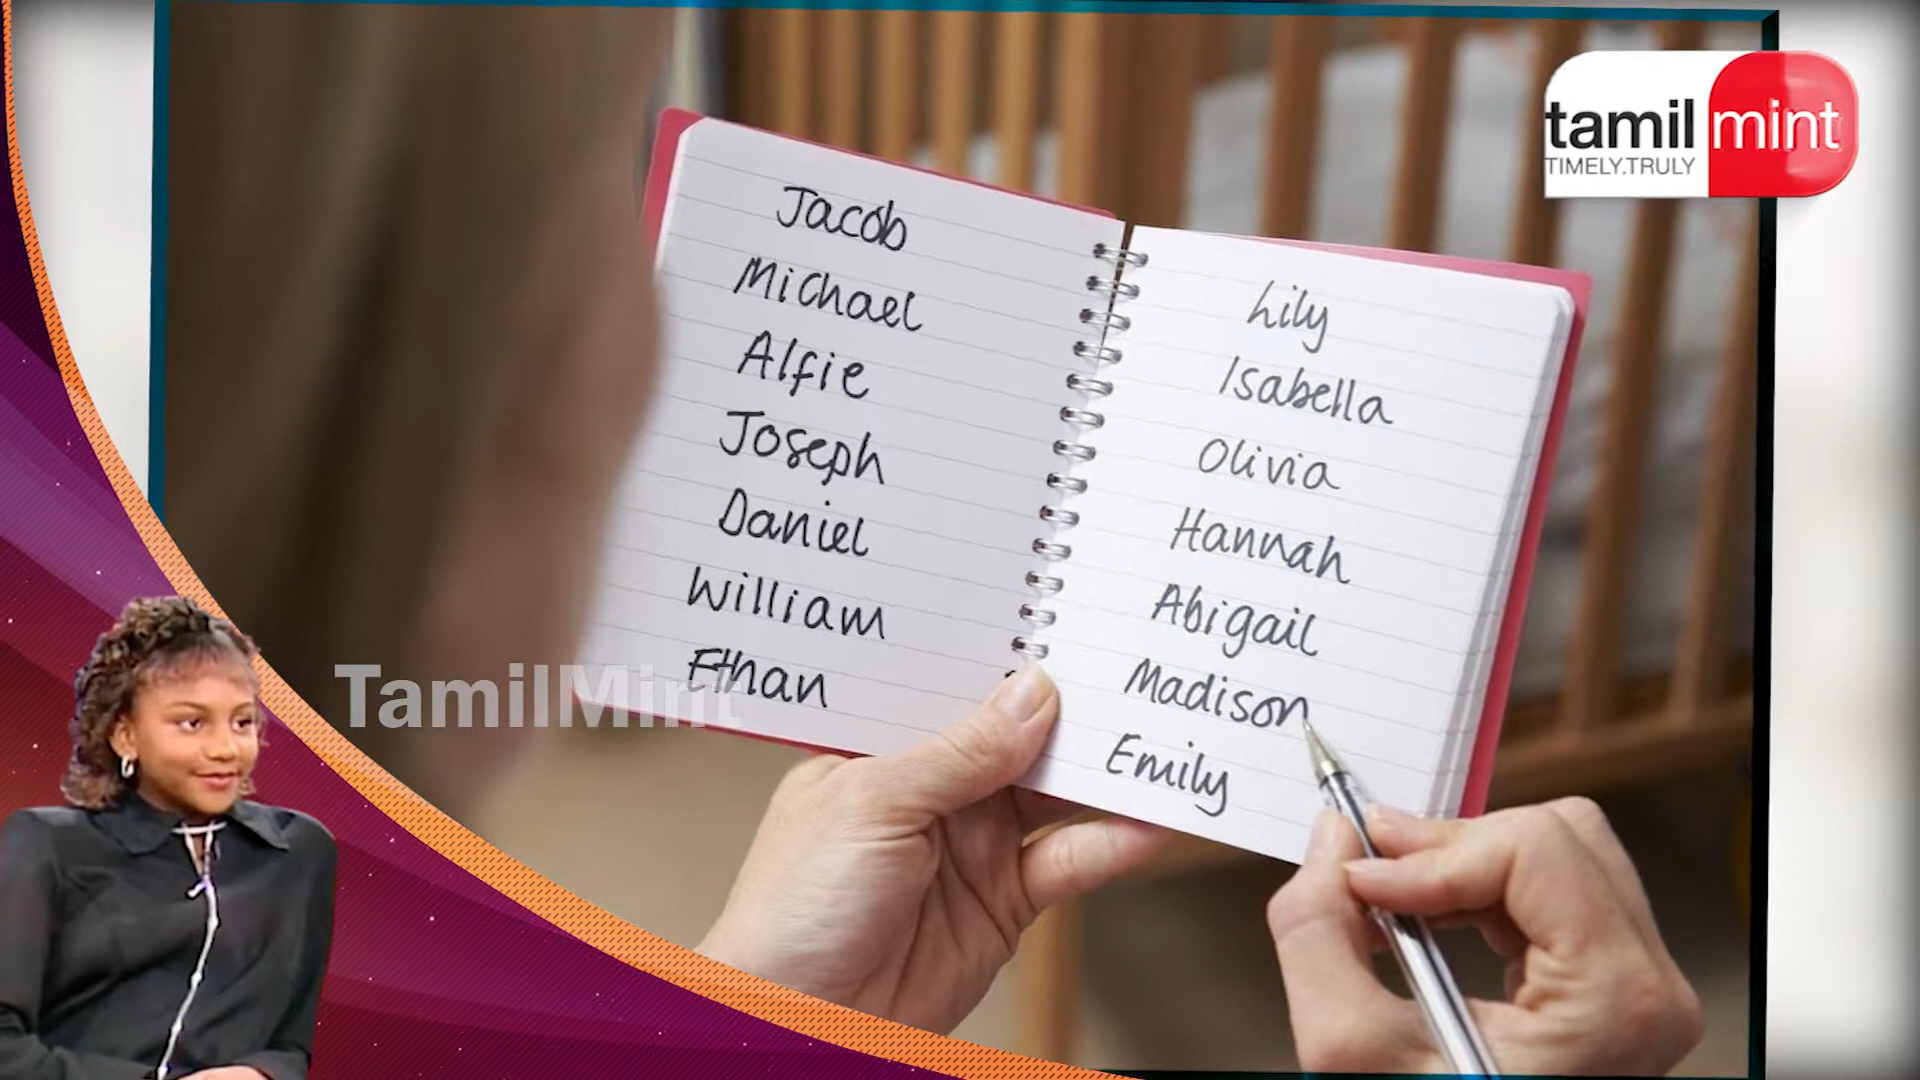 Jacob
Michael
Alfie
Joseph
Daniel
William
Ethan
Lily
Isabella
Olivia
Hannah
Abigail
Madison
Emily
tamil mint
TIMELY.TRULY
TamilMint